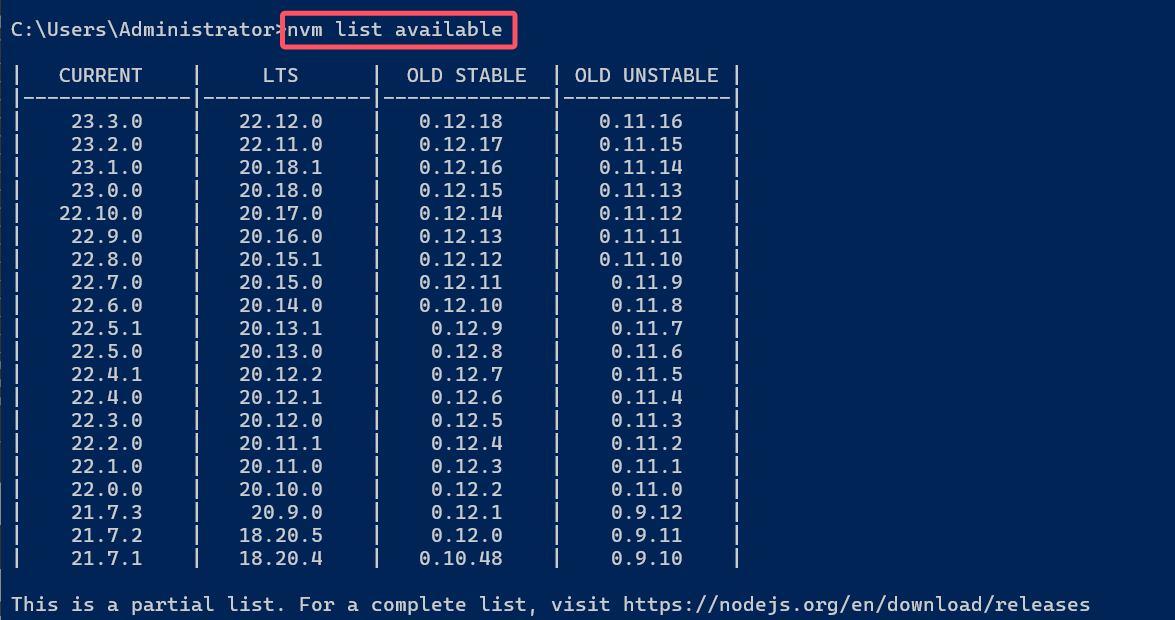 C:\Users\Administrator>nvm list available
|   CURRENT    |     LTS      |  OLD STABLE  | OLD UNSTABLE |
|--------------|--------------|--------------|--------------|
|    23.3.0    |   22.12.0    |   0.12.18    |   0.11.16    |
|    23.2.0    |   22.11.0    |   0.12.17    |   0.11.15    |
|    23.1.0    |   20.18.1    |   0.12.16    |   0.11.14    |
|    23.0.0    |   20.18.0    |   0.12.15    |   0.11.13    |
|   22.10.0    |   20.17.0    |   0.12.14    |   0.11.12    |
|    22.9.0    |   20.16.0    |   0.12.13    |   0.11.11    |
|    22.8.0    |   20.15.1    |   0.12.12    |   0.11.10    |
|    22.7.0    |   20.15.0    |   0.12.11    |    0.11.9    |
|    22.6.0    |   20.14.0    |   0.12.10    |    0.11.8    |
|    22.5.1    |   20.13.1    |    0.12.9    |    0.11.7    |
|    22.5.0    |   20.13.0    |    0.12.8    |    0.11.6    |
|    22.4.1    |   20.12.2    |    0.12.7    |    0.11.5    |
|    22.4.0    |   20.12.1    |    0.12.6    |    0.11.4    |
|    22.3.0    |   20.12.0    |    0.12.5    |    0.11.3    |
|    22.2.0    |   20.11.1    |    0.12.4    |    0.11.2    |
|    22.1.0    |   20.11.0    |    0.12.3    |    0.11.1    |
|    22.0.0    |   20.10.0    |    0.12.2    |    0.11.0    |
|    21.7.3    |    20.9.0    |    0.12.1    |    0.9.12    |
|    21.7.2    |   18.20.5    |    0.12.0    |    0.9.11    |
|    21.7.1    |   18.20.4    |   0.10.48    |    0.9.10    |
This is a partial list. For a complete list, visit https://nodejs.org/en/download/releases